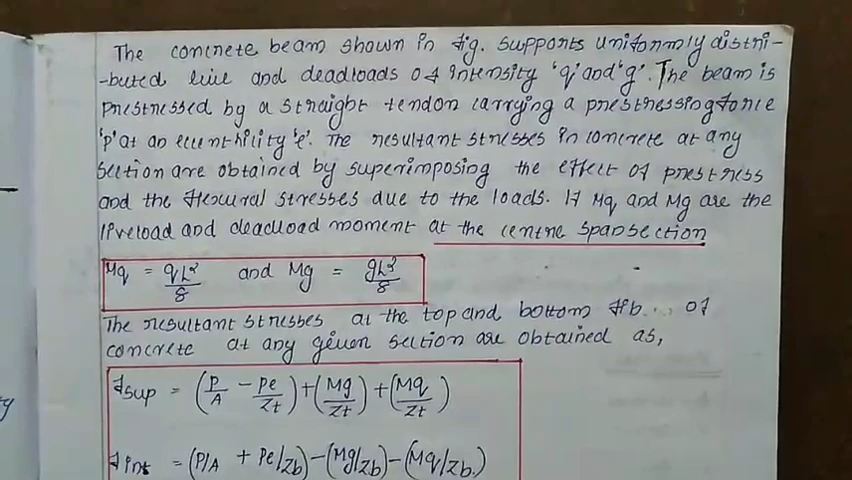 The concrete beam shown in fig. supports uniformly distri-
-buted live and deadloads of intensity 'q' and 'g'. The beam is
prestressed by a straight tendon carrying a prestressing force
'p' at an eccentricity 'e'. The resultant stresses in concrete at any
section are obtained by superimposing the effect of prestress
and the flexural stresses due to the loads. If Mq and Mg are the
liveload and deadload moment at the centre span section
Mq = qL²/8 and Mg = gL²/8
The resultant stresses at the top and bottom fib... of
concrete at any given section are obtained as,
fsup = (P/A - Pe/Zt) + (Mg/Zt) + (Mq/Zt)
finf = (P/A + Pe/Zb) - (Mg/Zb) - (Mq/Zb)